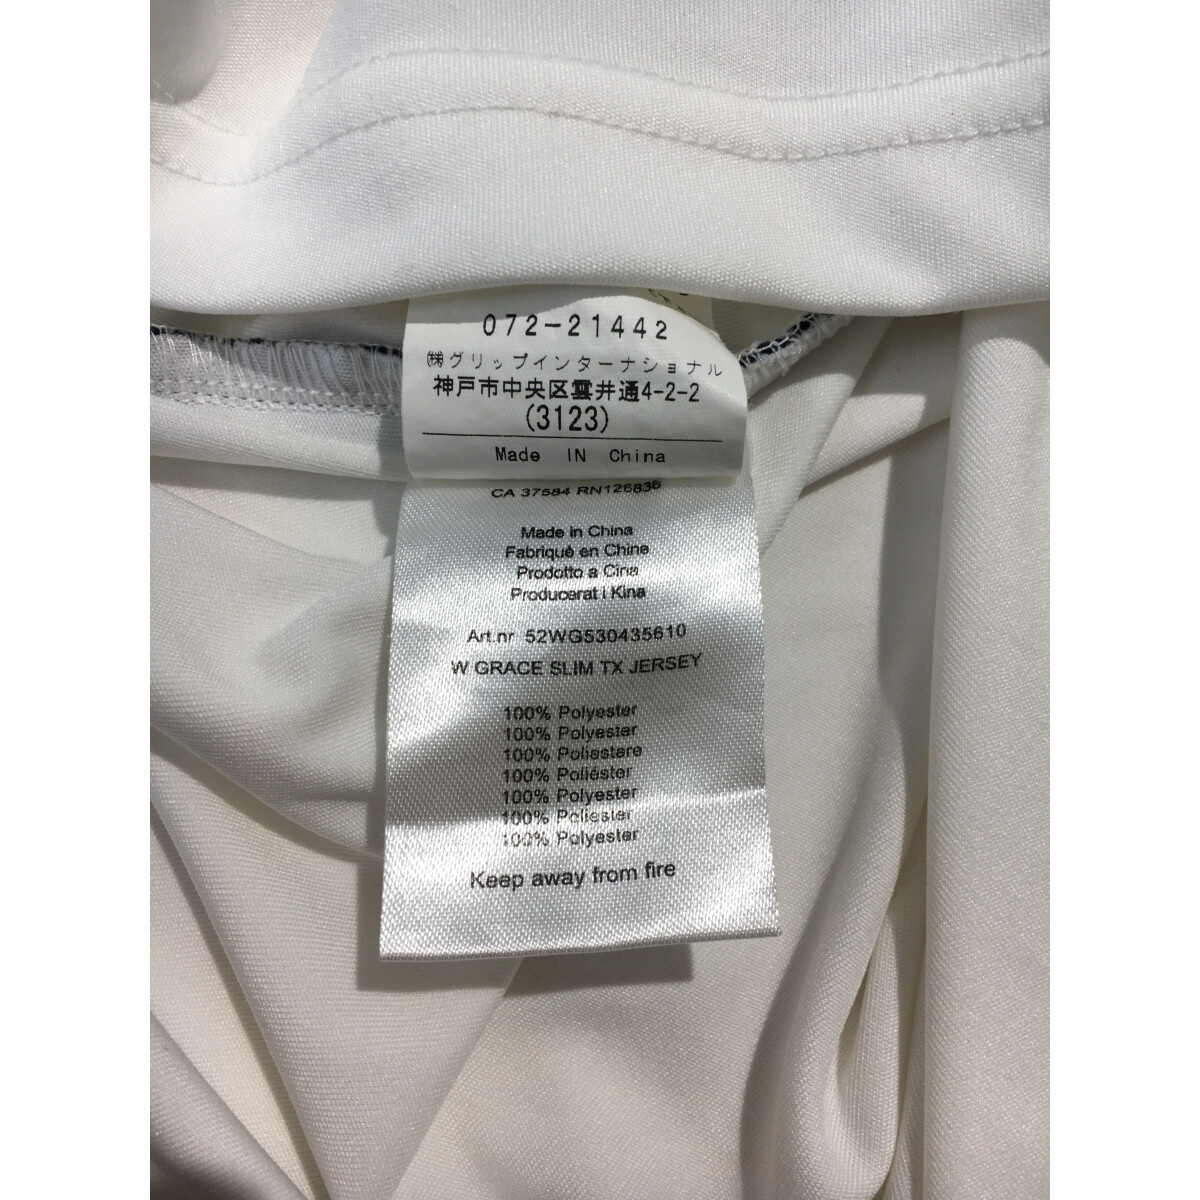 072-21442
㈱グリップインターナショナル
神戸市中央区雲井通4-2-2
(3123)
Made IN China
CA 37584 RN126836
Made in China
Fabriqué en Chine
Prodotto a Cina
Producerat i Kina
Art.nr 52WG530435610
W GRACE SLIM TX JERSEY
100% Polyester
100% Polyester
100% Poliestere
100% Poliéster
100% Polyester
100% Poliester
100% Polyester
Keep away from fire